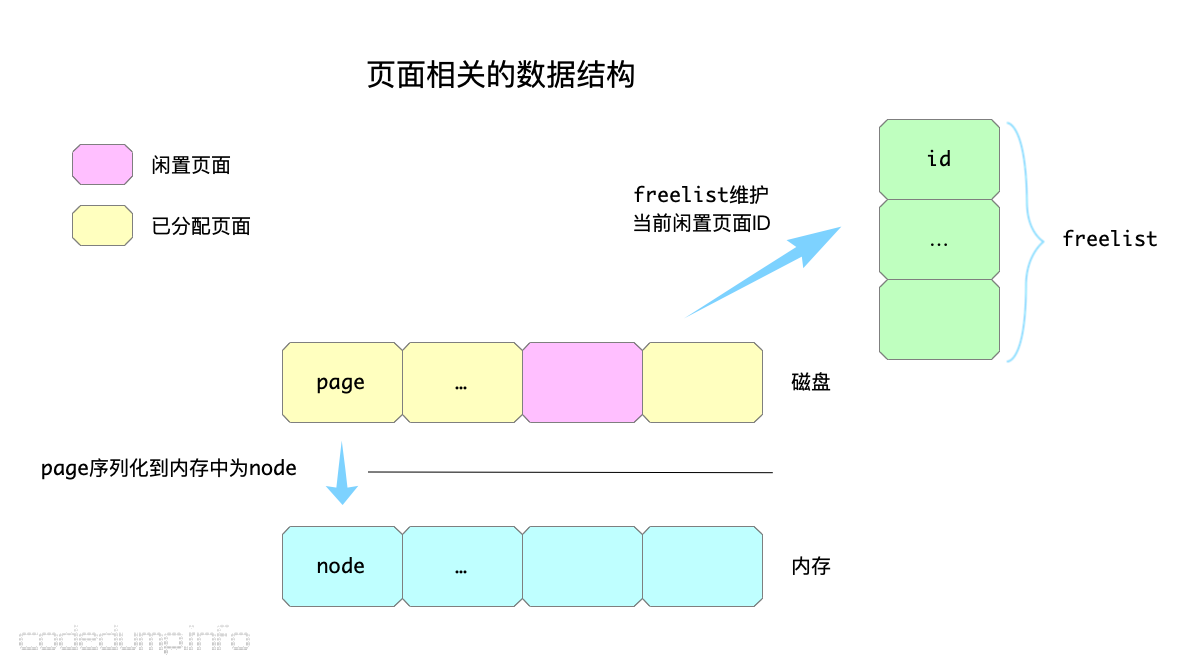 页面相关的数据结构
闲置页面
已分配页面
freelist维护
当前闲置页面ID
id
...
freelist
page
...
磁盘
page序列化到内存中为node
node
...
内存
codedump.info